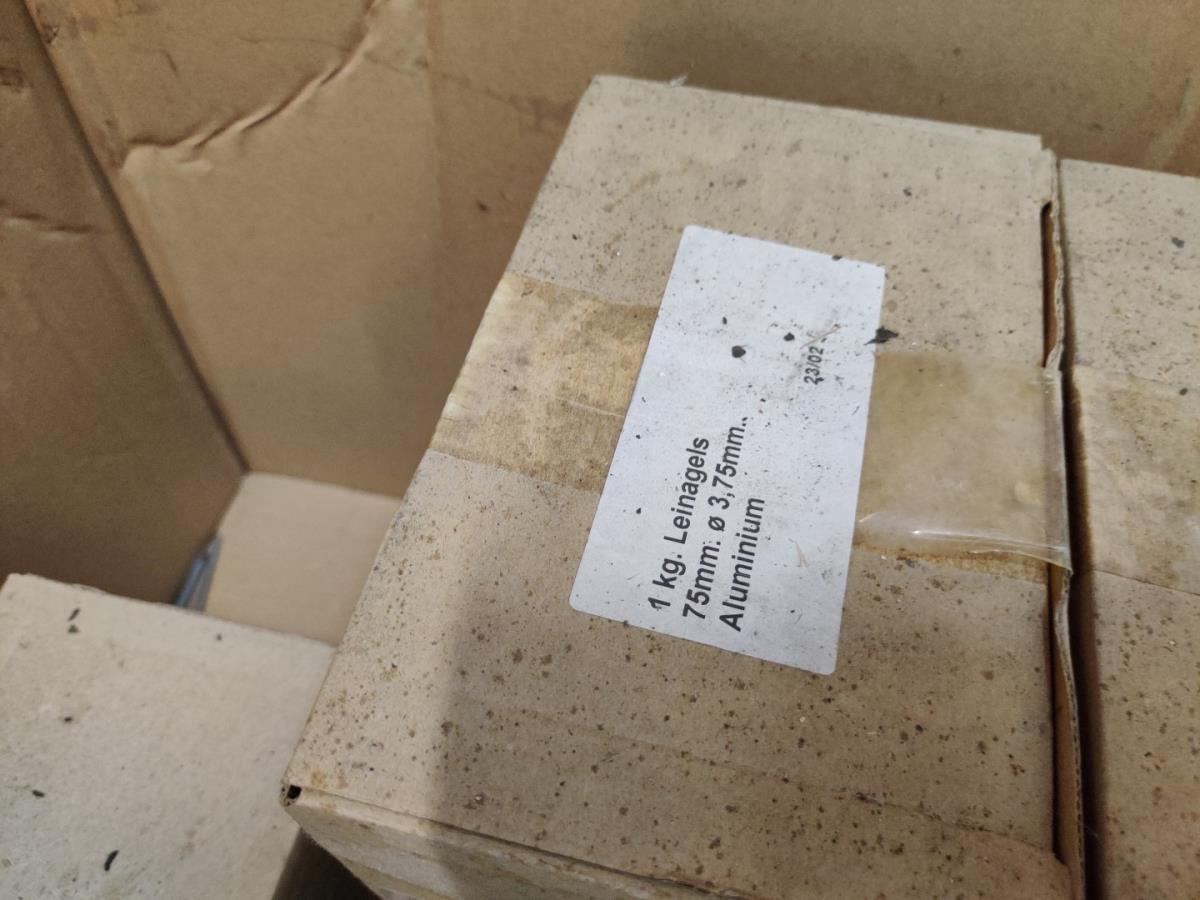 1 kg. Leinagels
75mm. ø 3,75mm..
Aluminium
23/02